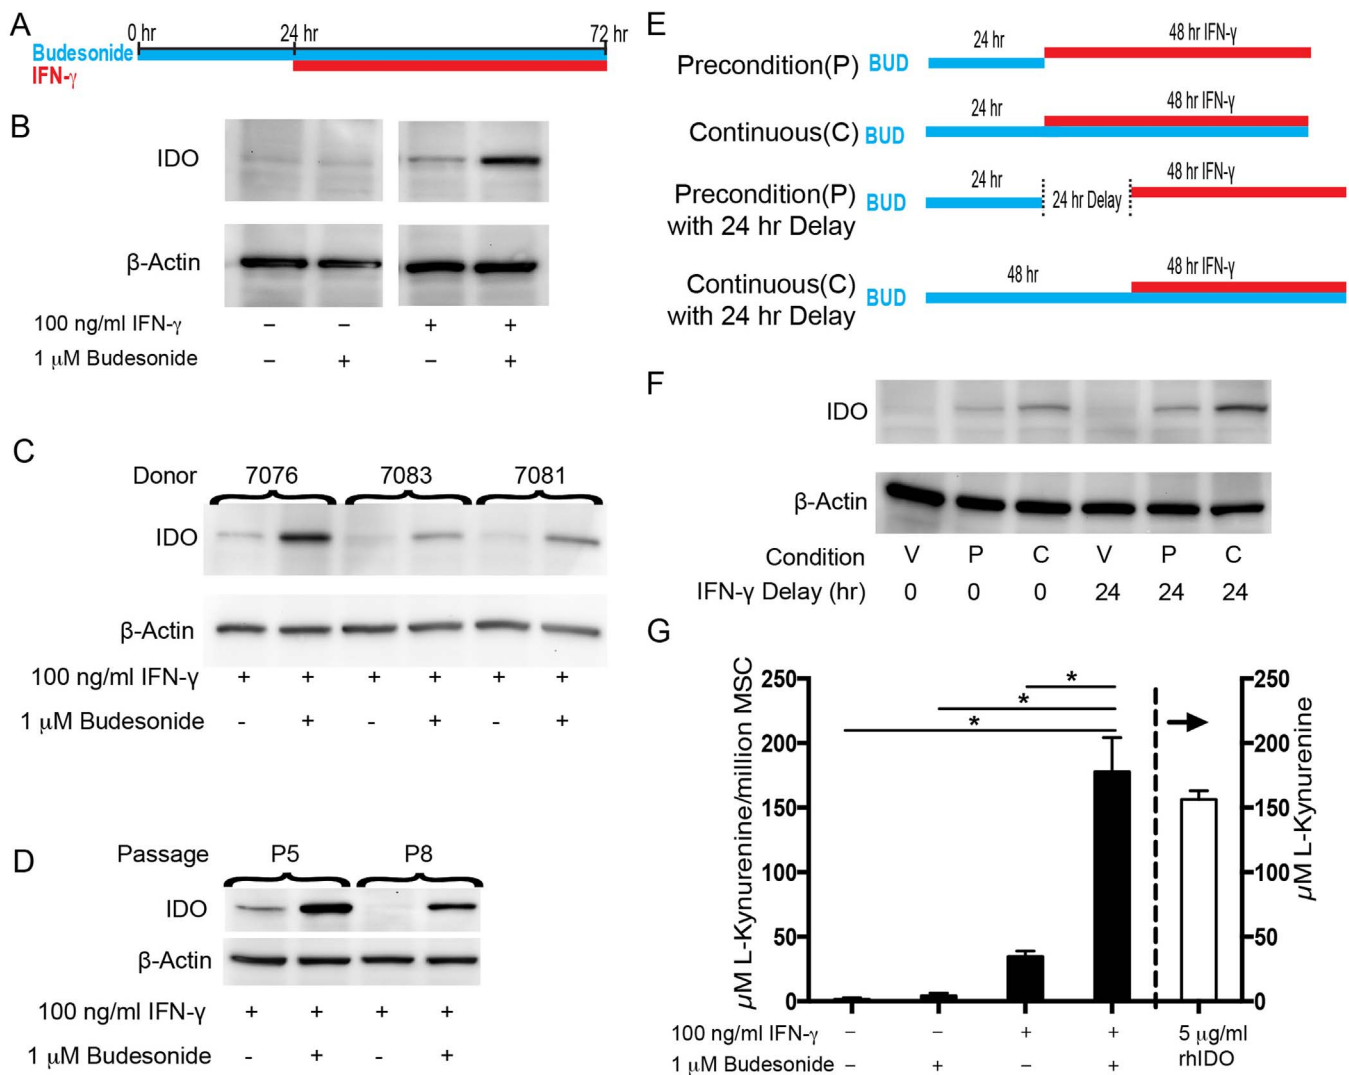 A
0 hr 24 hr 72 hr
Budesonide
IFN-γ
B
IDO
β-Actin
100 ng/ml IFN-γ − − + +
1 μM Budesonide − + − +
C
Donor 7076 7083 7081
IDO
β-Actin
100 ng/ml IFN-γ + + + + + +
1 μM Budesonide - + - + - +
D
Passage P5 P8
IDO
β-Actin
100 ng/ml IFN-γ + + + +
1 μM Budesonide - + - +
E
24 hr 48 hr IFN-γ
Precondition(P) BUD
24 hr 48 hr IFN-γ
Continuous(C) BUD
24 hr 24 hr Delay 48 hr IFN-γ
Precondition(P) BUD
with 24 hr Delay
48 hr 48 hr IFN-γ
Continuous(C) BUD
with 24 hr Delay
F
IDO
β-Actin
Condition V P C V P C
IFN-γ Delay (hr) 0 0 0 24 24 24
G
μM L-Kynurenine/million MSC
250
200
150
100
50
0
* * *
250
200
150
100
50
0
μM L-Kynurenine
100 ng/ml IFN-γ − − + +
1 μM Budesonide − + − +
5 μg/ml
rhIDO